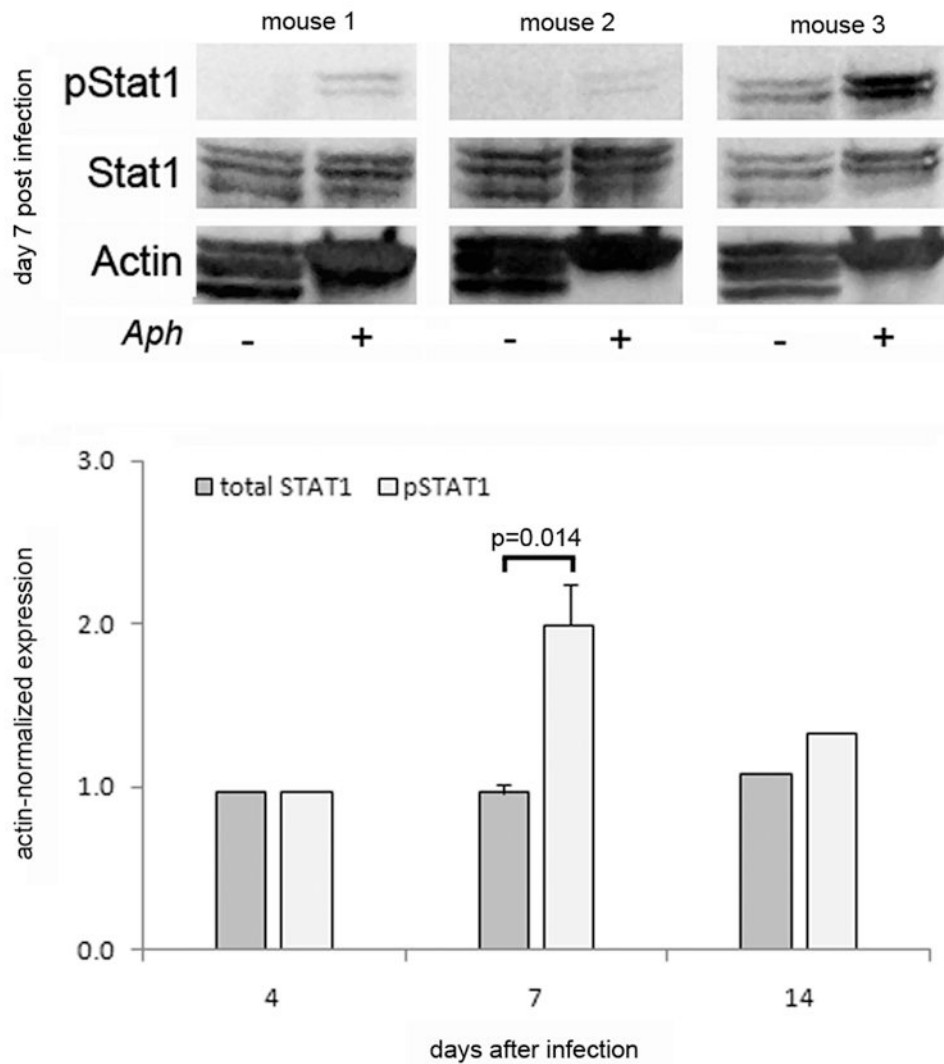 mouse 1 mouse 2 mouse 3
day 7 post infection
pStat1
Stat1
Actin
Aph - + - + - +
3.0
total STAT1 pSTAT1
p=0.014
2.0
1.0
0.0
actin-normalized expression
4 7 14
days after infection